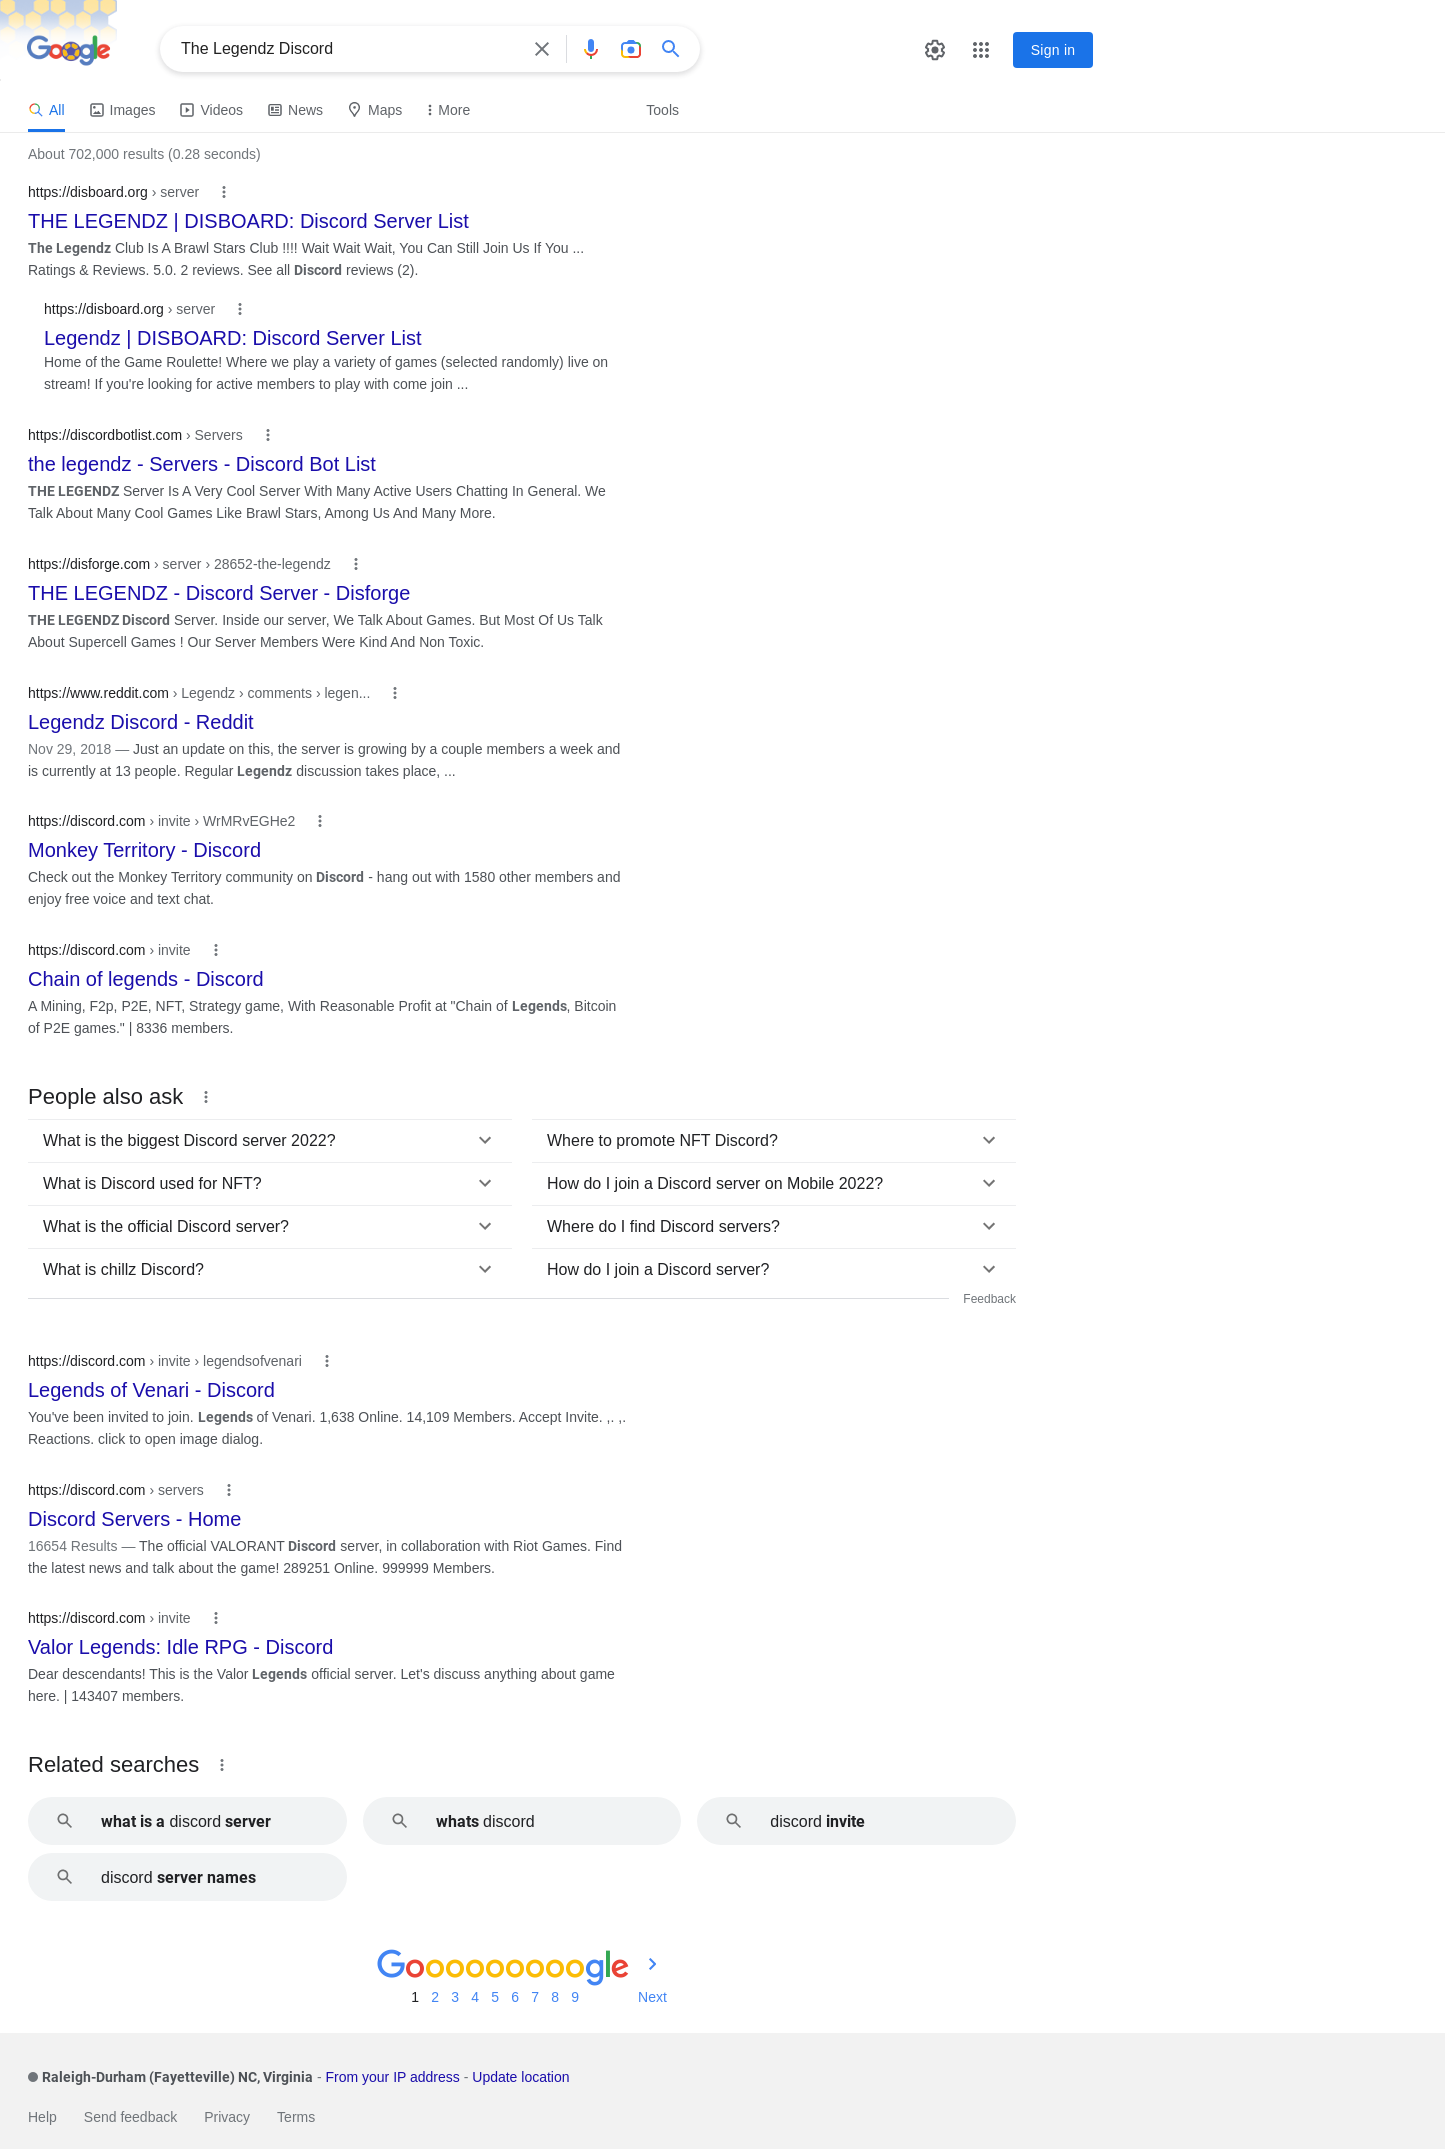 Google
The Legendz Discord
Sign in
All Images Videos News Maps More Tools
About 702,000 results (0.28 seconds)
https://disboard.org › server
THE LEGENDZ | DISBOARD: Discord Server List
The Legendz Club Is A Brawl Stars Club !!!! Wait Wait Wait, You Can Still Join Us If You ...
Ratings & Reviews. 5.0. 2 reviews. See all Discord reviews (2).
https://disboard.org › server
Legendz | DISBOARD: Discord Server List
Home of the Game Roulette! Where we play a variety of games (selected randomly) live on
stream! If you're looking for active members to play with come join ...
https://discordbotlist.com › Servers
the legendz - Servers - Discord Bot List
THE LEGENDZ Server Is A Very Cool Server With Many Active Users Chatting In General. We
Talk About Many Cool Games Like Brawl Stars, Among Us And Many More.
https://disforge.com › server › 28652-the-legendz
THE LEGENDZ - Discord Server - Disforge
THE LEGENDZ Discord Server. Inside our server, We Talk About Games. But Most Of Us Talk
About Supercell Games ! Our Server Members Were Kind And Non Toxic.
https://www.reddit.com › Legendz › comments › legen...
Legendz Discord - Reddit
Nov 29, 2018 — Just an update on this, the server is growing by a couple members a week and
is currently at 13 people. Regular Legendz discussion takes place, ...
https://discord.com › invite › WrMRvEGHe2
Monkey Territory - Discord
Check out the Monkey Territory community on Discord - hang out with 1580 other members and
enjoy free voice and text chat.
https://discord.com › invite
Chain of legends - Discord
A Mining, F2p, P2E, NFT, Strategy game, With Reasonable Profit at "Chain of Legends, Bitcoin
of P2E games." | 8336 members.
People also ask
What is the biggest Discord server 2022?
Where to promote NFT Discord?
What is Discord used for NFT?
How do I join a Discord server on Mobile 2022?
What is the official Discord server?
Where do I find Discord servers?
What is chillz Discord?
How do I join a Discord server?
Feedback
https://discord.com › invite › legendsofvenari
Legends of Venari - Discord
You've been invited to join. Legends of Venari. 1,638 Online. 14,109 Members. Accept Invite. ,. ,.
Reactions. click to open image dialog.
https://discord.com › servers
Discord Servers - Home
16654 Results — The official VALORANT Discord server, in collaboration with Riot Games. Find
the latest news and talk about the game! 289251 Online. 999999 Members.
https://discord.com › invite
Valor Legends: Idle RPG - Discord
Dear descendants! This is the Valor Legends official server. Let's discuss anything about game
here. | 143407 members.
Related searches
what is a discord server
whats discord
discord invite
discord server names
Gooooooooogle
1 2 3 4 5 6 7 8 9 Next
Raleigh-Durham (Fayetteville) NC, Virginia - From your IP address - Update location
Help Send feedback Privacy Terms